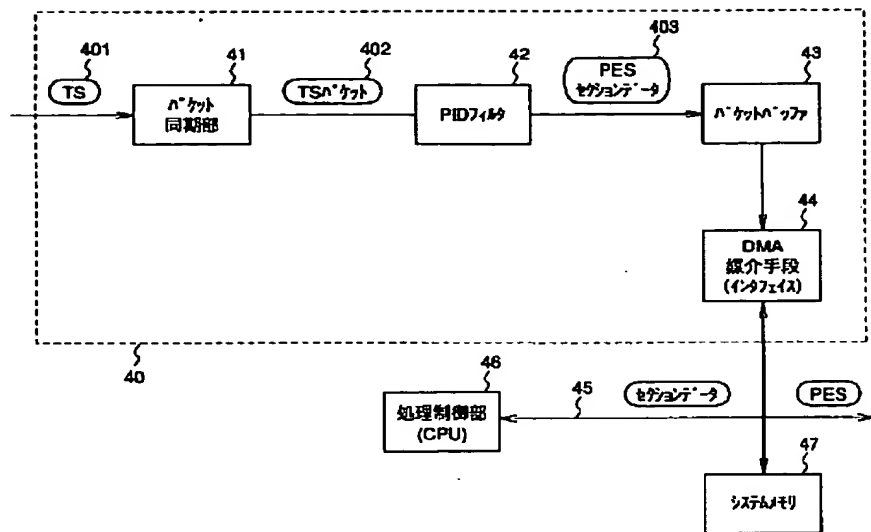 401
TS
41
パケット
同期部
402
TSパケット
42
PIDフィルタ
403
PES
セクションデータ
43
パケットバッファ
44
DMA
媒介手段
(インタフェイス)
40
46
処理制御部
(CPU)
45
セクションデータ
PES
47
システムメモリ